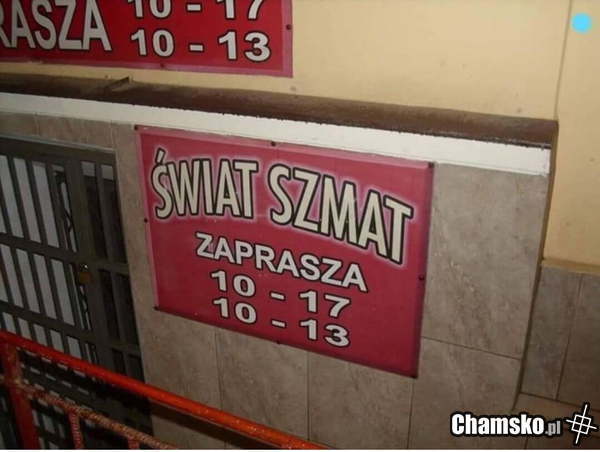 10 - 17
RASZA 10 - 13
ŚWIAT SZMAT
ZAPRASZA
10 - 17
10 - 13
Chamsko.pl